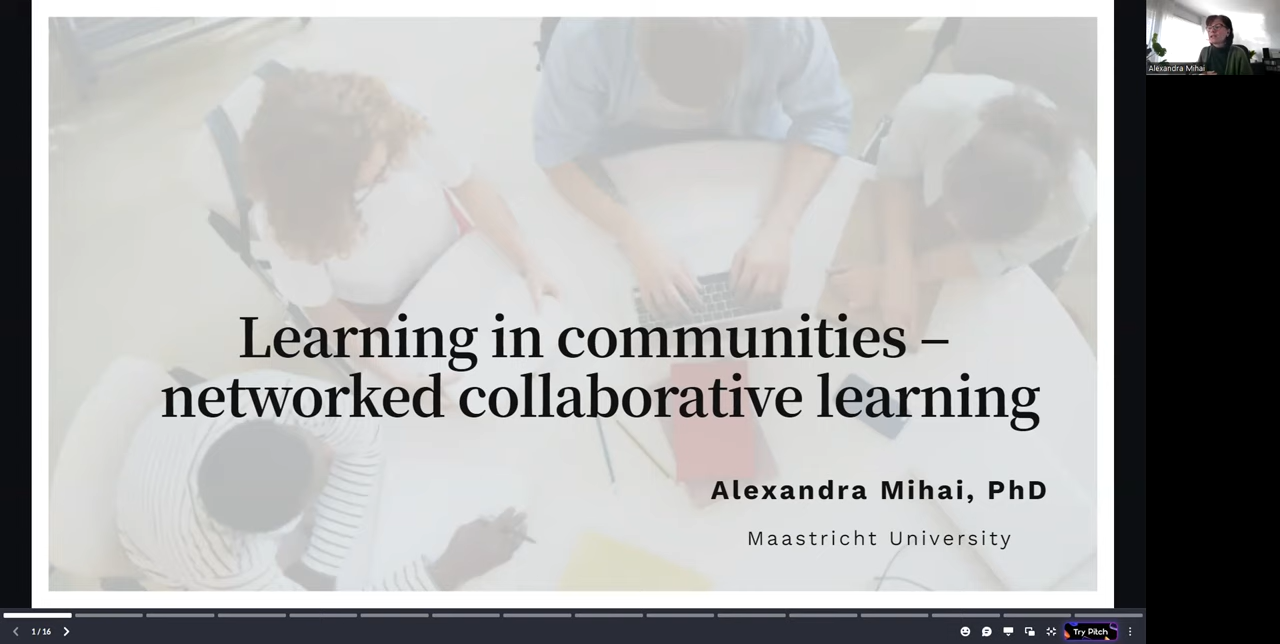 Learning in communities –
networked collaborative learning
Alexandra Mihai, PhD
Maastricht University
Alexandra Mihai
1 / 16
Try Pitch